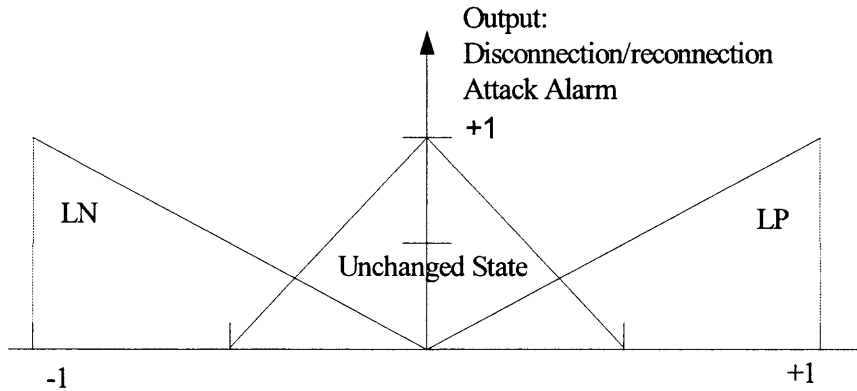 Output:
Disconnection/reconnection
Attack Alarm
+1
LN
LP
Unchanged State
-1
+1